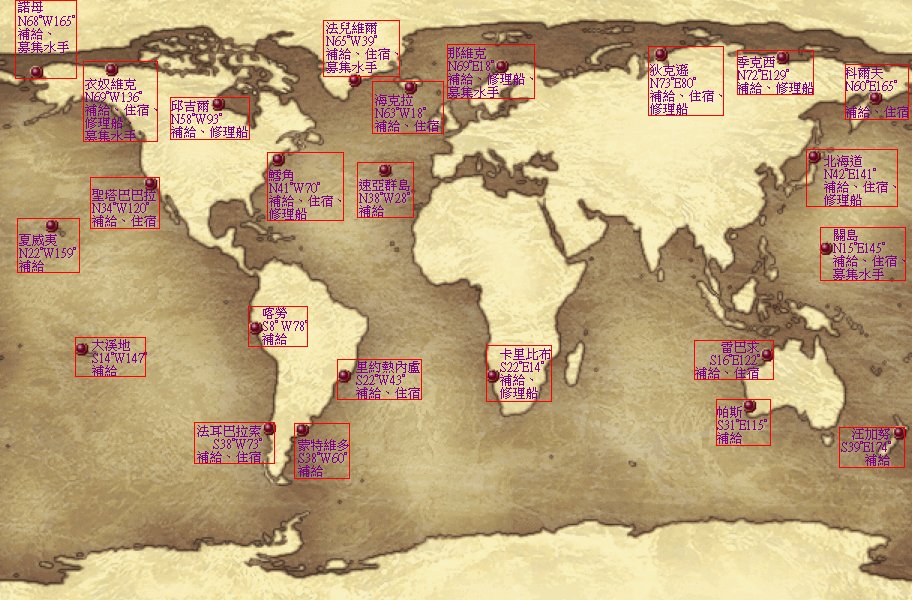 諾母
N68°W165°
補給、
募集水手
法兒維爾
N65°W39°
補給、住宿、
募集水手
那維克
N69°E18°
補給、修理船、
募集水手
狄克遜
N73°E80°
補給、住宿、
修理船
季克西
N72°E129°
補給、修理船
科爾夫
N60°E165°
補給、住宿
衣奴維克
N69°W136°
補給、住宿、
修理船、
募集水手
邱吉爾
N58°W93°
補給、修理船
海克拉
N63°W18°
補給、住宿
鱈角
N41°W70°
補給、住宿、
修理船
速亞群島
N38°W28°
補給
北海道
N42°E141°
補給、住宿、
修理船
聖塔巴巴拉
N34°W120°
補給、住宿
夏威夷
N22°W159°
補給
關島
N15°E145°
補給、住宿、
募集水手
喀勞
S8°W78°
補給
大溪地
S14°W147°
補給
里約熱內盧
S22°W43°
補給、住宿
卡里比布
S22°E14°
補給、
修理船
雷巴求
S16°E122°
補給、住宿
帕斯
S31°E115°
補給
法耳巴拉索
S38°W73°
補給、住宿
蒙特維多
S38°W60°
補給
汪加努
S39°E174°
補給